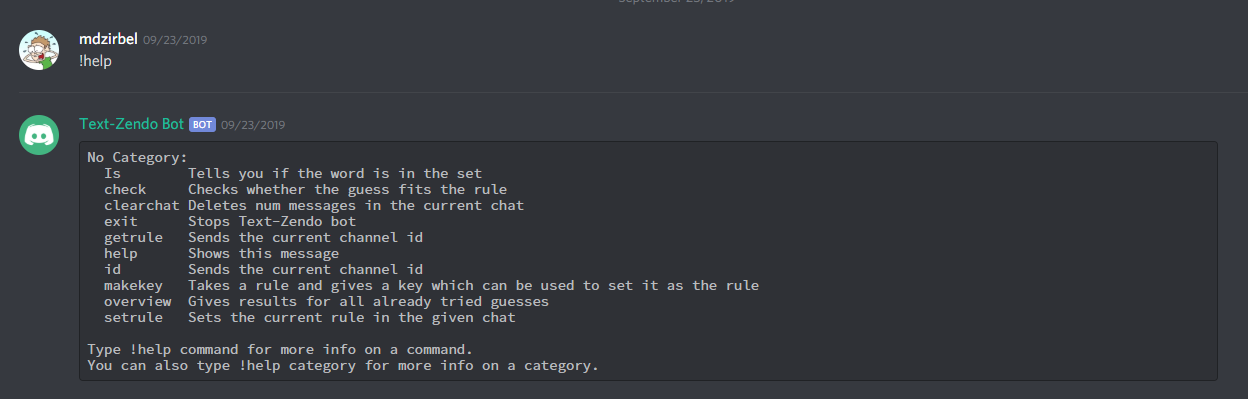 September 23, 2019
mdzirbel 09/23/2019
!help
Text-Zendo Bot BOT 09/23/2019
No Category:
Is Tells you if the word is in the set
check Checks whether the guess fits the rule
clearchat Deletes num messages in the current chat
exit Stops Text-Zendo bot
getrule Sends the current channel id
help Shows this message
id Sends the current channel id
makekey Takes a rule and gives a key which can be used to set it as the rule
overview Gives results for all already tried guesses
setrule Sets the current rule in the given chat
Type !help command for more info on a command.
You can also type !help category for more info on a category.